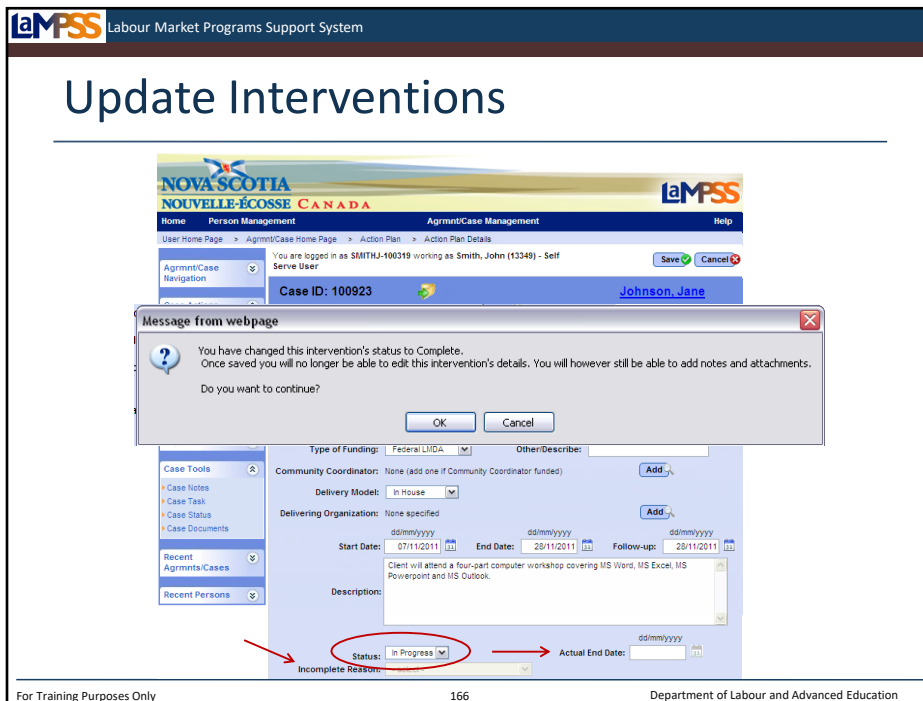 LaMPSS Labour Market Programs Support System
Update Interventions
NOVA SCOTIA
NOUVELLE-ÉCOSSE CANADA
LaMPSS
Home Person Management Agrmnt/Case Management Help
User Home Page > Agrmnt/Case Home Page > Action Plan > Action Plan Details
You are logged in as SMITHJ-100319 working as Smith, John (13349) - Self Serve User
Save Cancel
Agrmnt/Case Navigation
Case ID: 100923 Johnson, Jane
Message from webpage
You have changed this intervention's status to Complete.
Once saved you will no longer be able to edit this intervention's details. You will however still be able to add notes and attachments.
Do you want to continue?
OK Cancel
Type of Funding: Federal LMDA Other/Describe:
Case Tools
Community Coordinator: None (add one if Community Coordinator funded) Add
Case Notes
Case Task
Case Status
Case Documents
Delivery Model: In House
Delivering Organization: None specified Add
dd/mm/yyyy dd/mm/yyyy dd/mm/yyyy
Start Date: 07/11/2011 End Date: 28/11/2011 Follow-up: 28/11/2011
Recent Agrmnts/Cases
Recent Persons
Description:
Client will attend a four-part computer workshop covering MS Word, MS Excel, MS
Powerpoint and MS Outlook.
dd/mm/yyyy
Status: In Progress Actual End Date:
Incomplete Reason:
For Training Purposes Only 166 Department of Labour and Advanced Education